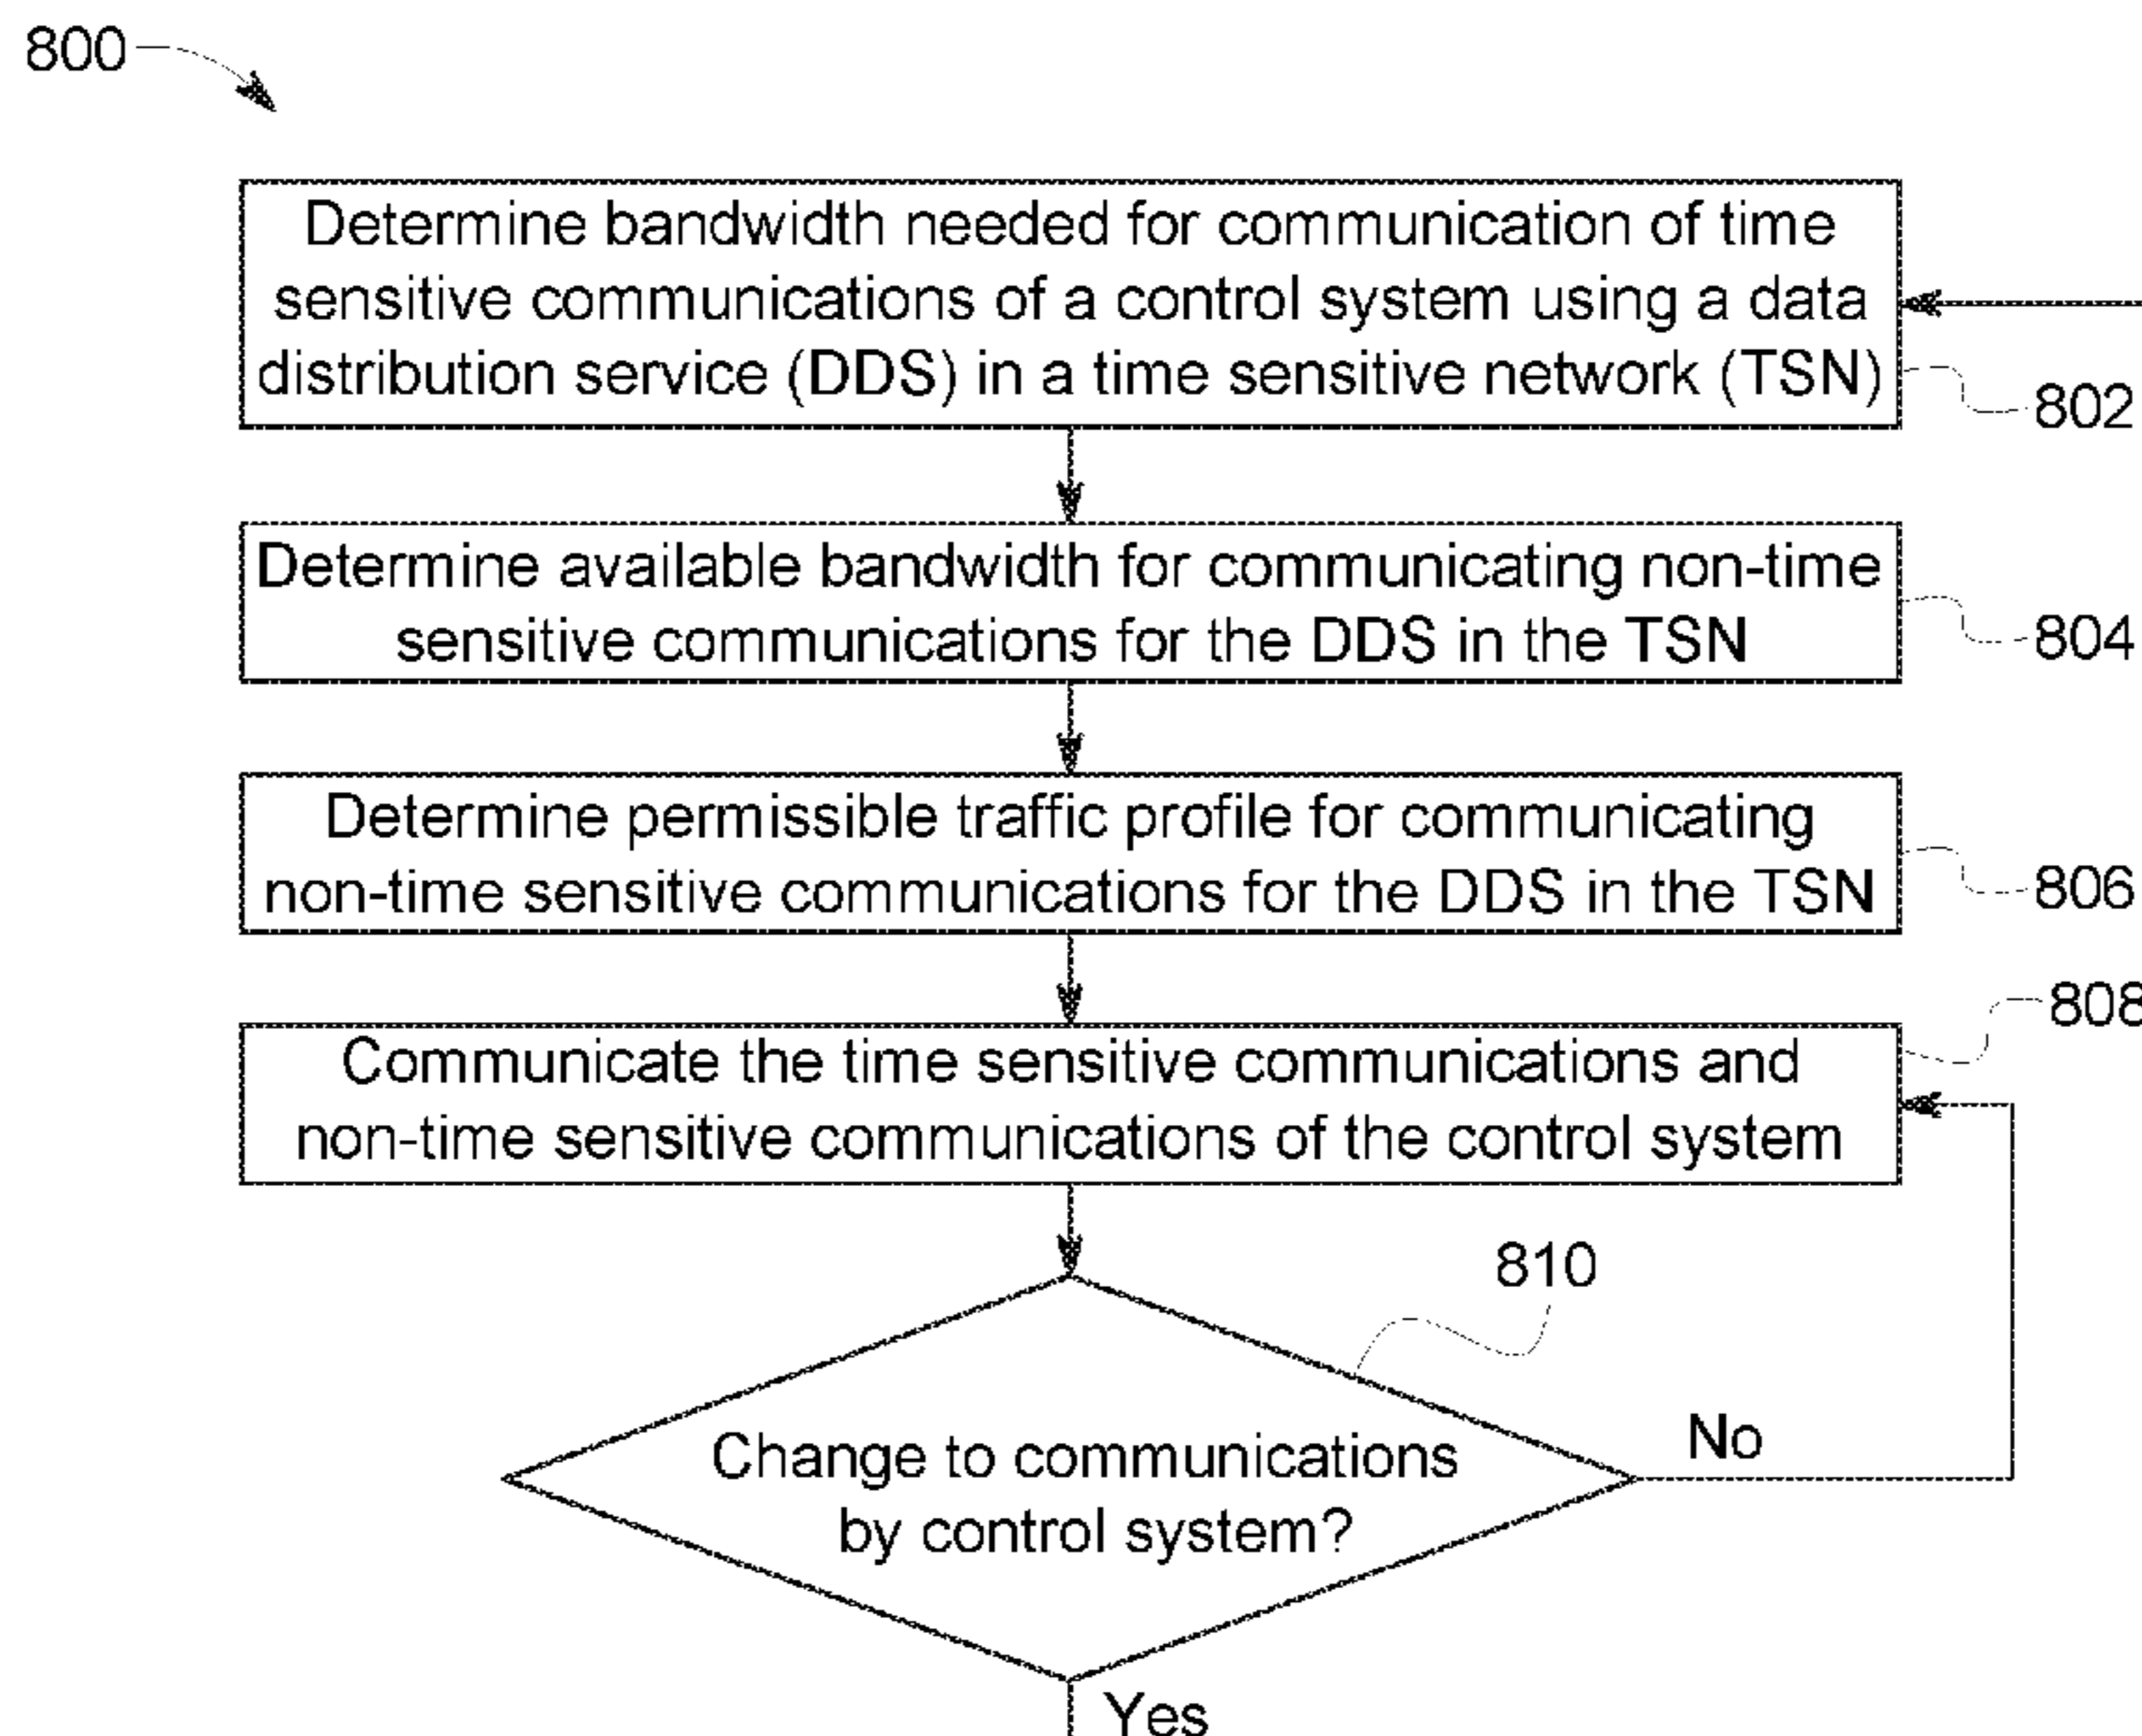 800
Determine bandwidth needed for communication of time
sensitive communications of a control system using a data
distribution service (DDS) in a time sensitive network (TSN)
802
Determine available bandwidth for communicating non-time
sensitive communications for the DDS in the TSN
804
Determine permissible traffic profile for communicating
non-time sensitive communications for the DDS in the TSN
806
808
Communicate the time sensitive communications and
non-time sensitive communications of the control system
810
Change to communications
by control system?
No
Yes